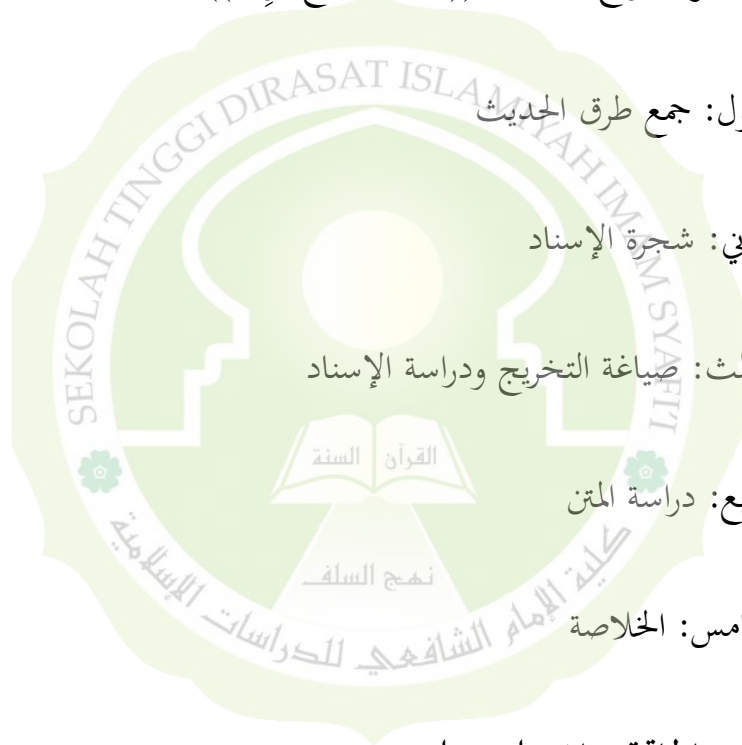 ول: جمع طرق الحديث
ني: شجرة الإسناد
لث: صياغة التخريج ودراسة الإسناد
ع: دراسة المتن
امس: الخلاصة
SEKOLAH TINGGI DIRASAT ISLAMIYAH IMAM SYAFI'I
القرآن السنة
نهج السلف
كلية الإمام الشافعي للدراسات الإسلامية